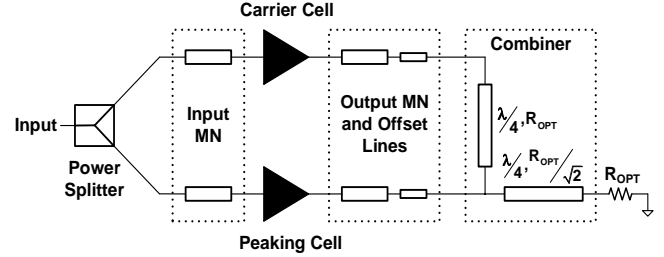 Carrier Cell
Combiner
Input
Power
Splitter
Input
MN
Output MN
and Offset
Lines
λ/4, R_OPT
λ/4, R_OPT/√2
R_OPT
Peaking Cell